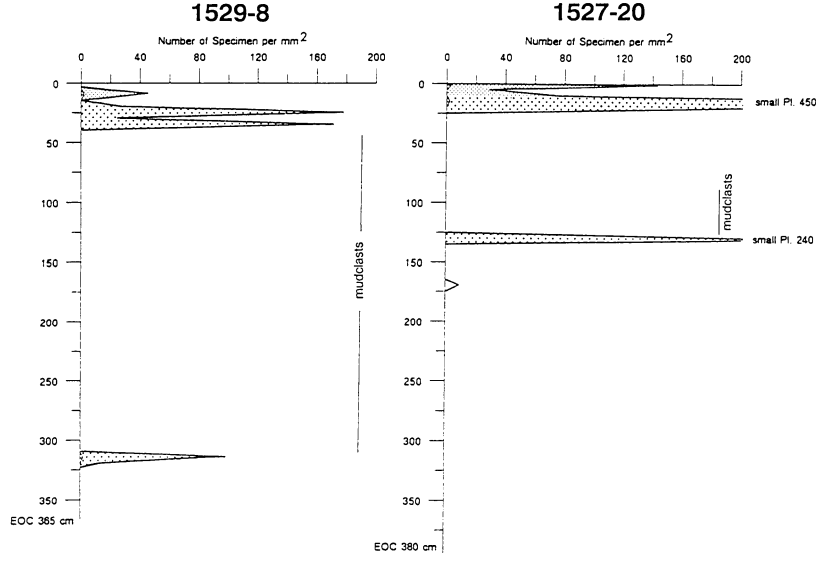 1529-8
Number of Specimen per mm2
0 40 80 120 160 200
0
50
100
150
200
250
300
350
EOC 365 cm
mudclasts
1527-20
Number of Specimen per mm2
0 40 80 120 160 200
0
50
100
150
200
250
300
350
EOC 380 cm
small Pl. 450
mudclasts
small Pl. 240